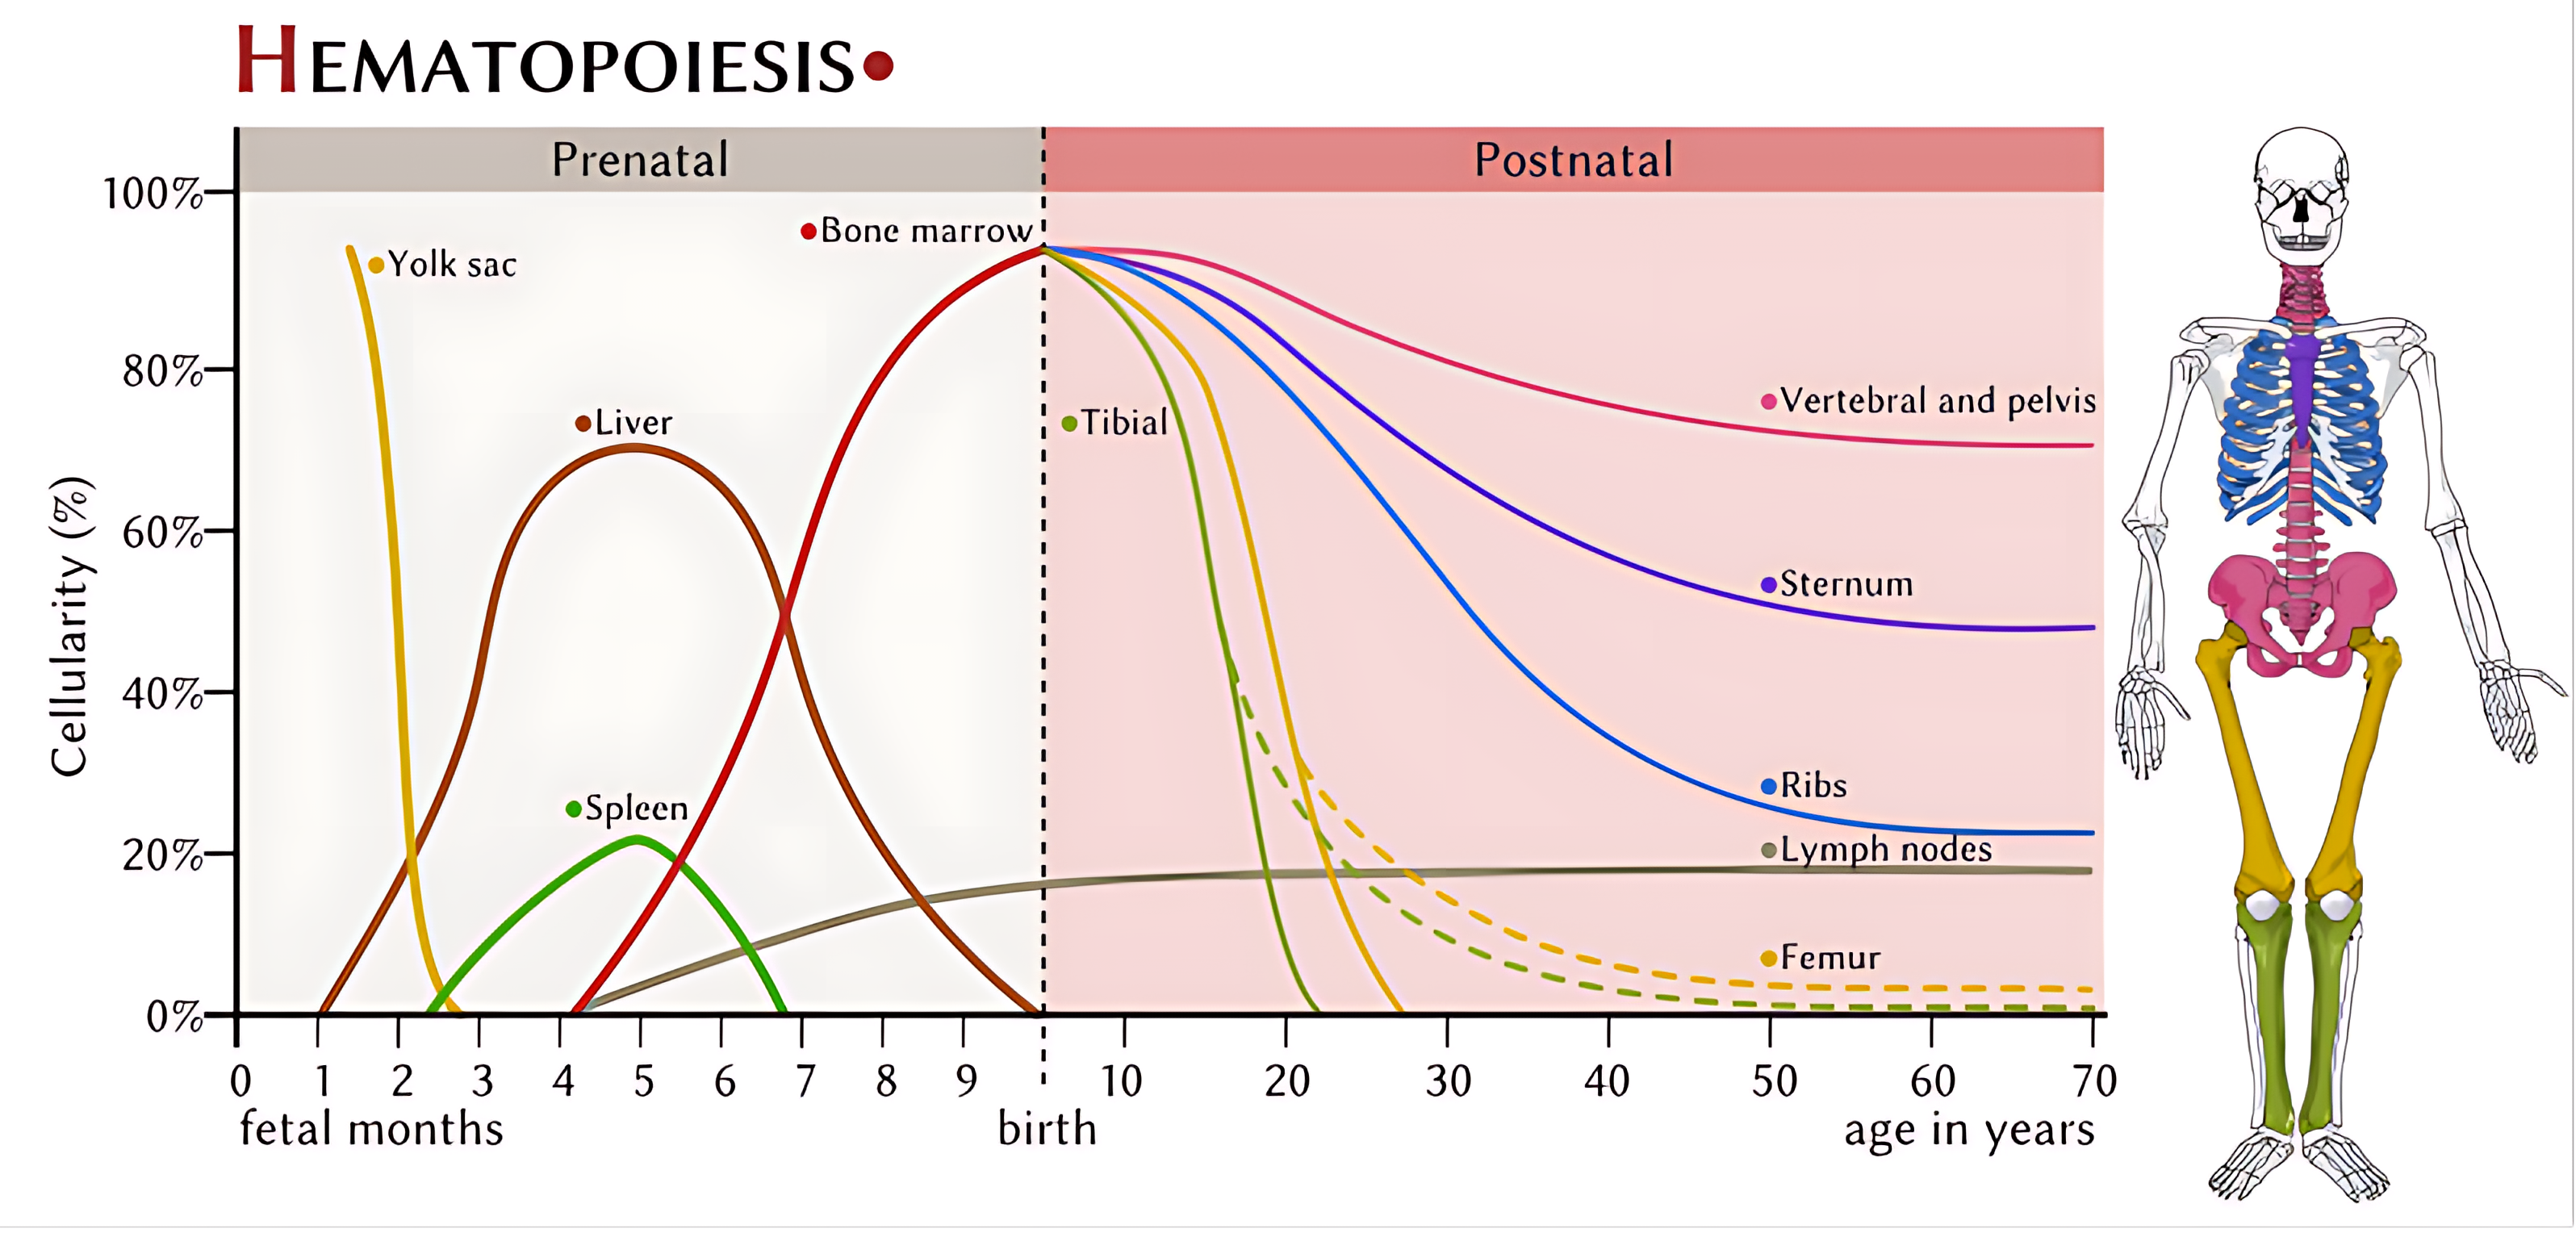 HEMATOPOIESIS
Prenatal
Postnatal
100%
80%
60%
40%
20%
0%
Cellularity (%)
Yolk sac
Bone marrow
Liver
Tibial
Spleen
Vertebral and pelvis
Sternum
Ribs
Lymph nodes
Femur
0 1 2 3 4 5 6 7 8 9 10 20 30 40 50 60 70
fetal months birth age in years